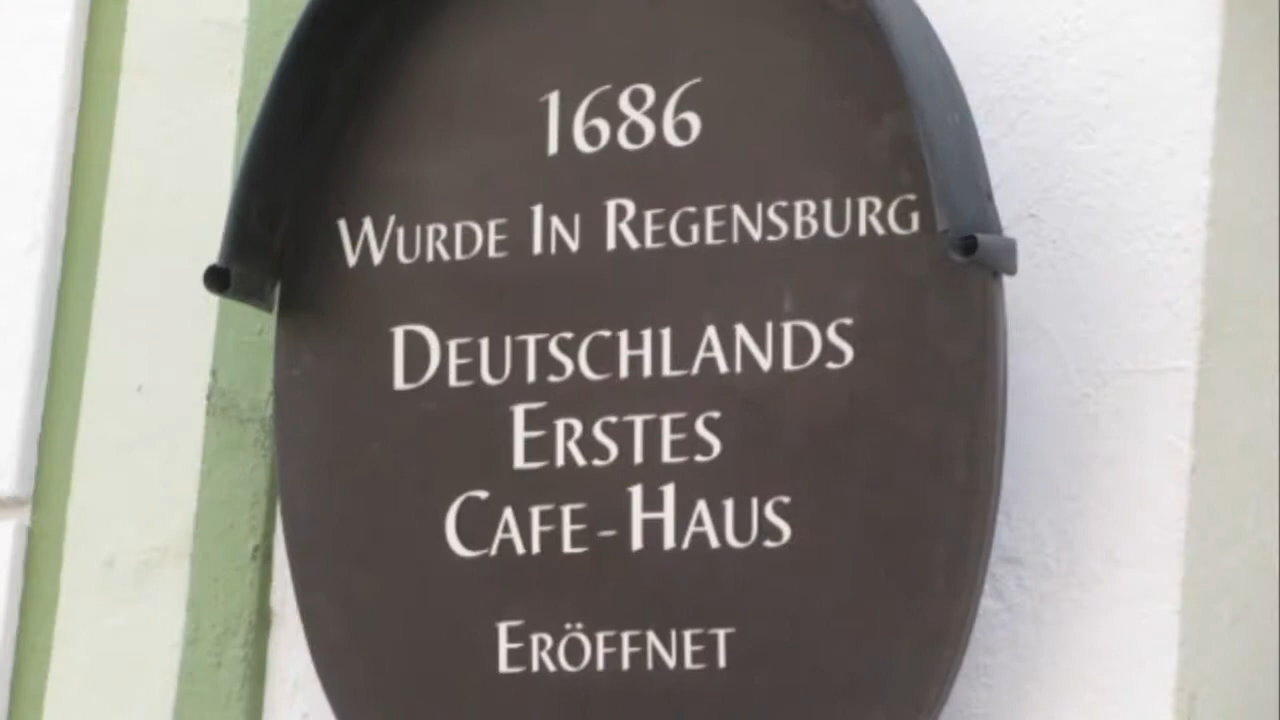 1686
Wurde In Regensburg
Deutschlands
Erstes
Cafe-Haus
Eröffnet